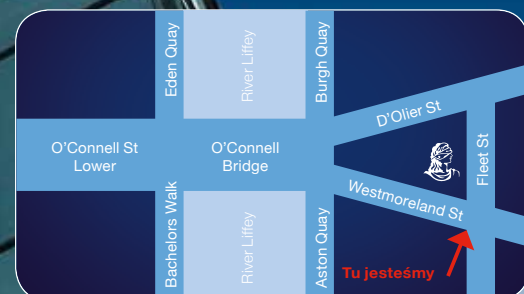 Eden Quay
River Liffey
Burgh Quay
D'Olier St
O'Connell St
Lower
O'Connell
Bridge
Fleet St
Westmoreland St
Bachelors Walk
River Liffey
Aston Quay
Tu jesteśmy